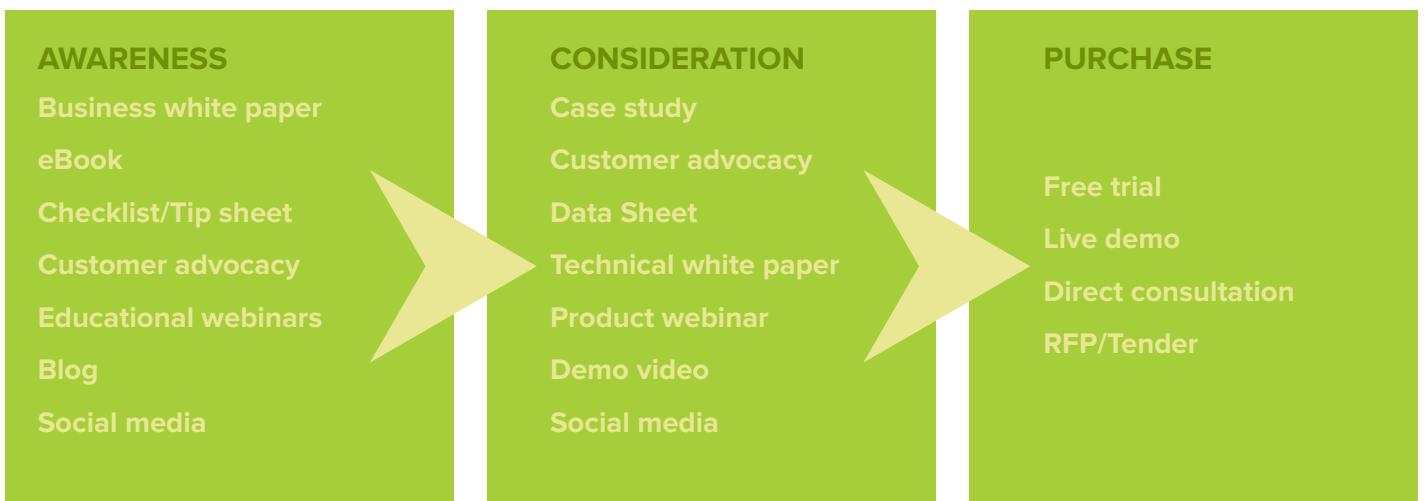 AWARENESS
Business white paper
eBook
Checklist/Tip sheet
Customer advocacy
Educational webinars
Blog
Social media
CONSIDERATION
Case study
Customer advocacy
Data Sheet
Technical white paper
Product webinar
Demo video
Social media
PURCHASE
Free trial
Live demo
Direct consultation
RFP/Tender